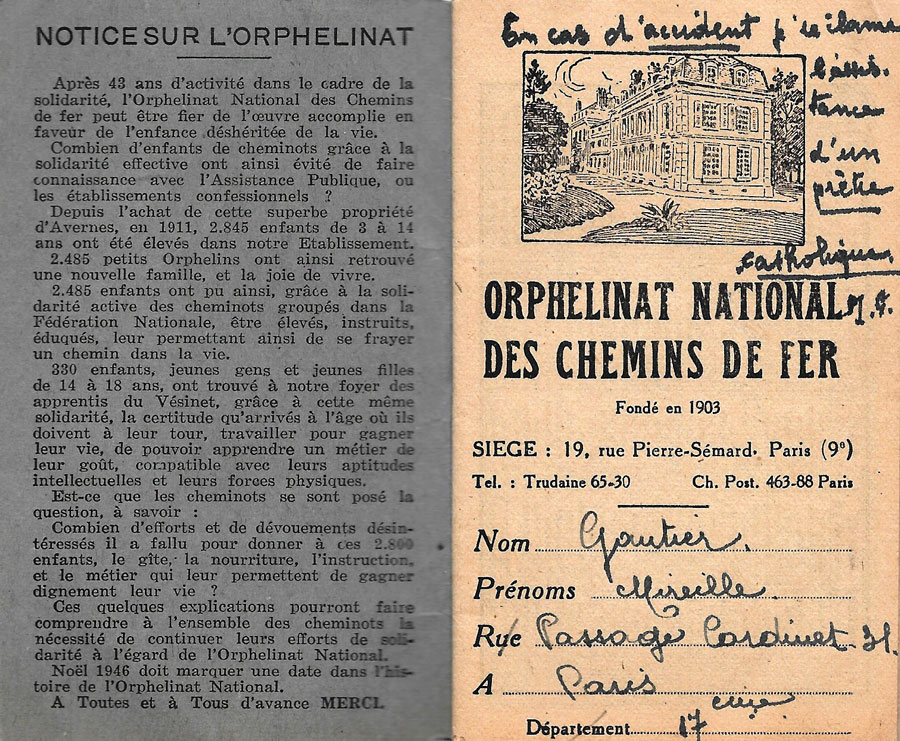 NOTICE SUR L'ORPHELINAT
Après 43 ans d'activité dans le cadre de la
solidarité, l'Orphelinat National des Chemins
de fer peut être fier de l'œuvre accomplie en
faveur de l'enfance déshéritée de la vie.
Combien d'enfants de cheminots grâce à la
solidarité effective ont ainsi évité de faire
connaissance avec l'Assistance Publique, ou
les établissements confessionnels ?
Depuis l'achat de cette superbe propriété
d'Avernes, en 1911, 2.845 enfants de 3 à 14
ans ont été élevés dans notre Etablissement.
2.485 petits Orphelins ont ainsi retrouvé
une nouvelle famille, et la joie de vivre.
2.485 enfants ont pu ainsi, grâce à la soli-
darité active des cheminots groupés dans la
Fédération Nationale, être élevés, instruits,
éduqués, leur permettant ainsi de se frayer
un chemin dans la vie.
330 enfants, jeunes gens et jeunes filles
de 14 à 18 ans, ont trouvé à notre foyer des
apprentis du Vésinet, grâce à cette même
solidarité, la certitude qu'arrivés à l'âge où ils
doivent à leur tour, travailler pour gagner
leur vie, de pouvoir apprendre un métier de
leur goût, compatible avec leurs aptitudes
intellectuelles et leurs forces physiques.
Est-ce que les cheminots se sont posé la
question, à savoir :
Combien d'efforts et de dévouements désin-
téressés il a fallu pour donner à ces 2.800
enfants, le gîte, la nourriture, l'instruction,
et le métier qui leur permettent de gagner
dignement leur vie ?
Ces quelques explications pourront faire
comprendre à l'ensemble des cheminots la
nécessité de continuer leurs efforts de soli-
darité à l'égard de l'Orphelinat National.
Noël 1946 doit marquer une date dans l'his-
toire de l'Orphelinat National.
A Toutes et à Tous d'avance MERCI.
En cas d'accident je réclame
l'assis-
tance
d'un
prêtre
catholique
M. G.
ORPHELINAT NATIONAL
DES CHEMINS DE FER
Fondé en 1903
SIEGE : 19, rue Pierre-Sémard. Paris (9e)
Tel. : Trudaine 65-30 Ch. Post. 463-88 Paris
Nom Gautier.
Prénoms Mireille.
Rue Passage Cardinet. 31.
A Paris
Département 17 eme